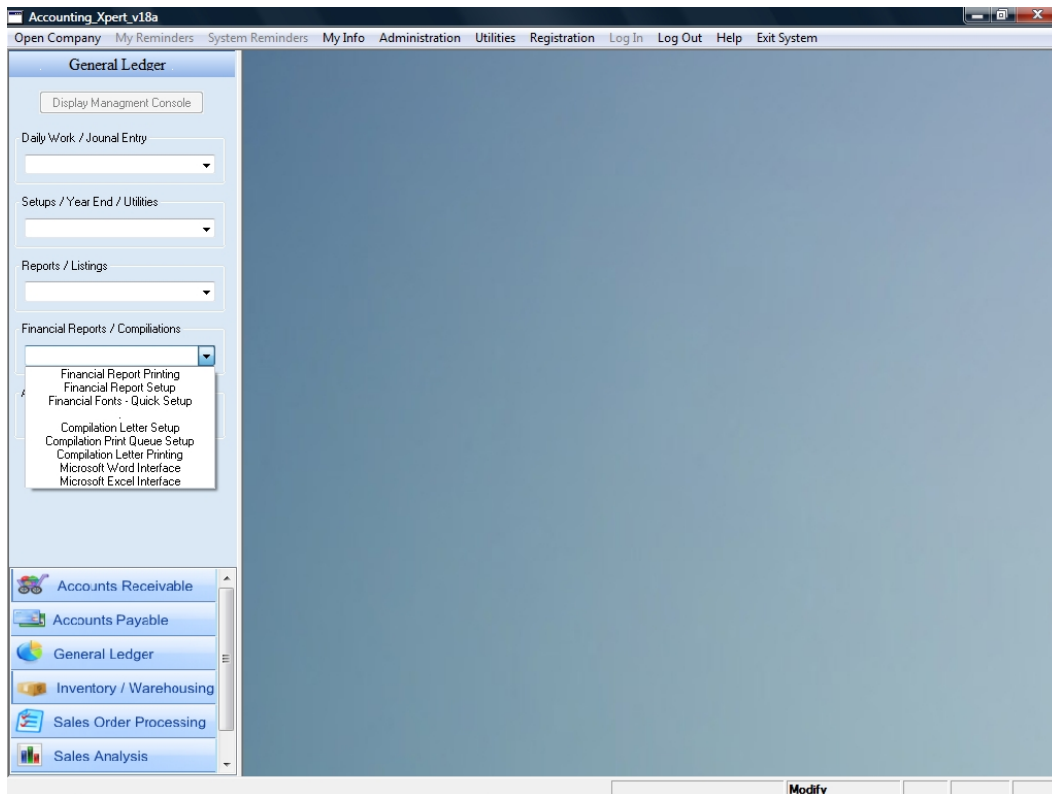 Accounting_Xpert_v18a
Open Company My Reminders System Reminders My Info Administration Utilities Registration Log In Log Out Help Exit System
General Ledger
Display Managment Console
Daily Work / Jounal Entry
Setups / Year End / Utilities
Reports / Listings
Financial Reports / Compiliations
Financial Report Printing
Financial Report Setup
Financial Fonts - Quick Setup
.
Compilation Letter Setup
Compilation Print Queue Setup
Compilation Letter Printing
Microsoft Word Interface
Microsoft Excel Interface
Accounts Receivable
Accounts Payable
General Ledger
Inventory / Warehousing
Sales Order Processing
Sales Analysis
Modify